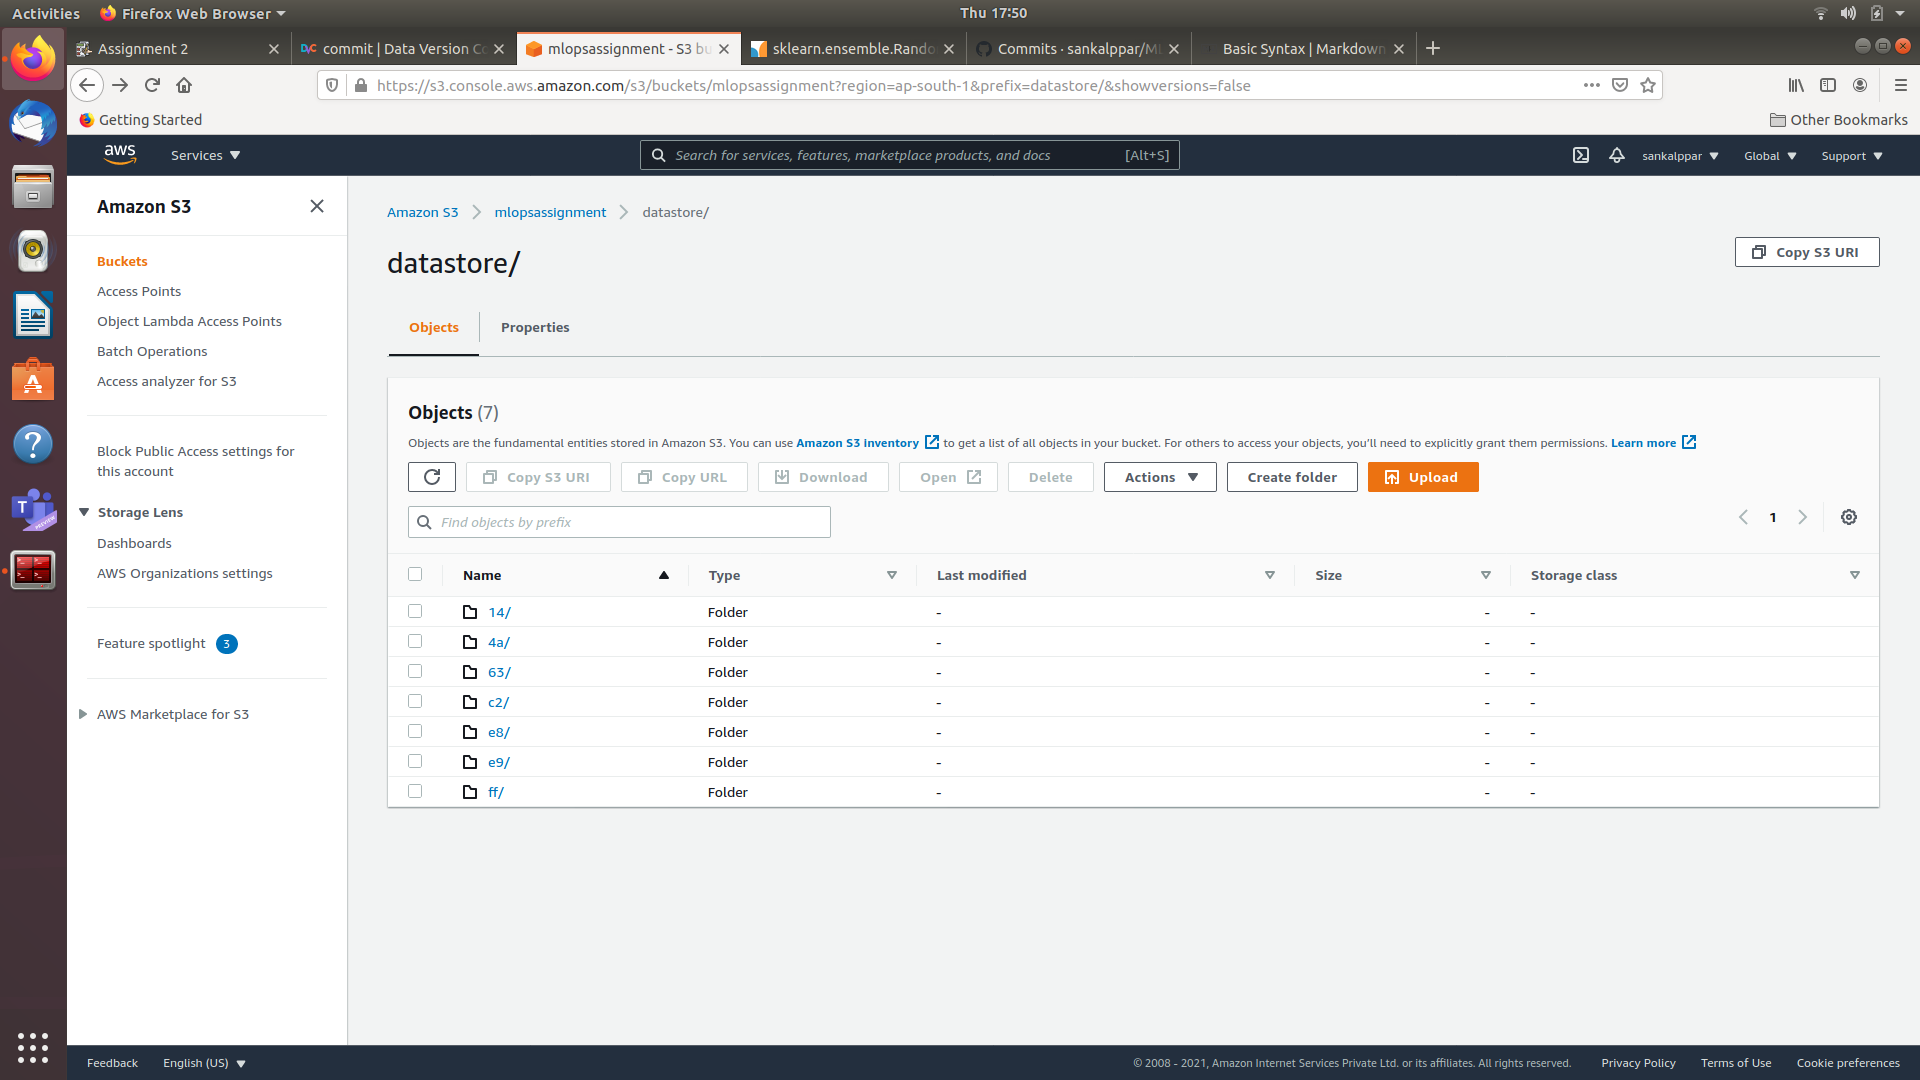 Activities Firefox Web Browser Thu 17:50
Assignment 2 commit | Data Version Co mlopsassignment - S3 bu sklearn.ensemble.Rando Commits · sankalppar/ML Basic Syntax | Markdown
https://s3.console.aws.amazon.com/s3/buckets/mlopsassignment?region=ap-south-1&prefix=datastore/&showversions=false
Getting Started Other Bookmarks
aws Services Search for services, features, marketplace products, and docs [Alt+S] sankalppar Global Support
Amazon S3
Buckets
Access Points
Object Lambda Access Points
Batch Operations
Access analyzer for S3
Block Public Access settings for
this account
Storage Lens
Dashboards
AWS Organizations settings
Feature spotlight 3
AWS Marketplace for S3
Amazon S3 mlopsassignment datastore/
datastore/
Copy S3 URI
Objects Properties
Objects (7)
Objects are the fundamental entities stored in Amazon S3. You can use Amazon S3 inventory to get a list of all objects in your bucket. For others to access your objects, you'll need to explicitly grant them permissions. Learn more
Copy S3 URI Copy URL Download Open Delete Actions Create folder Upload
Find objects by prefix 1
Name Type Last modified Size Storage class
14/ Folder - - -
4a/ Folder - - -
63/ Folder - - -
c2/ Folder - - -
e8/ Folder - - -
e9/ Folder - - -
ff/ Folder - - -
Feedback English (US) © 2008 - 2021, Amazon Internet Services Private Ltd. or its affiliates. All rights reserved. Privacy Policy Terms of Use Cookie preferences